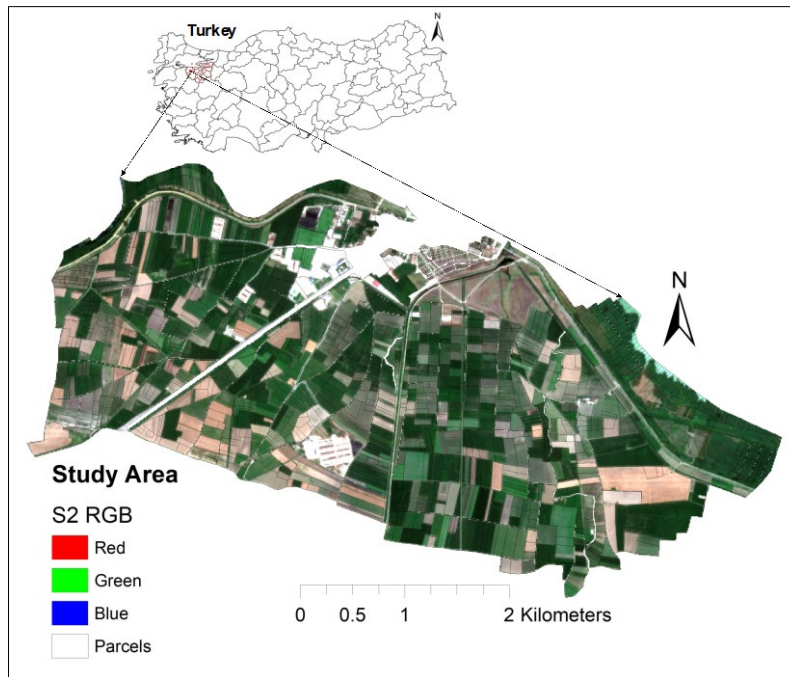 Turkey
N
N
Study Area
S2 RGB
Red
Green
Blue
Parcels
0 0.5 1 2 Kilometers